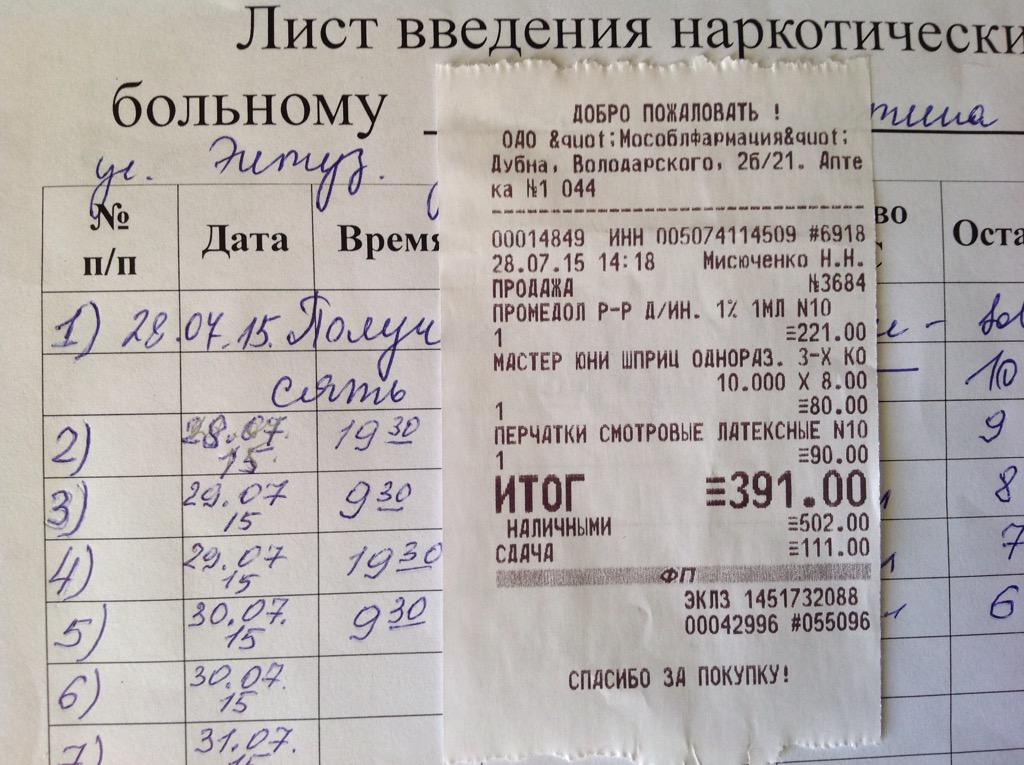 Лист введения наркотически
больному
ул. Энтуз.
№ п/п
Дата
Время
во
Оста
1) 28.07.15. Получ
сять
10
2) 28.07.15 19 30 9
3) 29.07 15 9 30 8
4) 29.07 15 19 30 7
5) 30.07. 15 9 30 6
6) 30.07. 15
7) 31.07. 15
ДОБРО ПОЖАЛОВАТЬ !
ОАО &quot;Мособлфармация&quot;
Дубна, Володарского, 26/21. Апте
ка №1 044
00014849 ИНН 005074114509 #6918
28.07.15 14:18 Мисюченко Н.Н.
ПРОДАЖА №3684
ПРОМЕДОЛ Р-Р Д/ИН. 1% 1МЛ N10
1 ≡221.00
МАСТЕР ЮНИ ШПРИЦ ОДНОРАЗ. 3-Х КО
10.000 X 8.00
1 ≡80.00
ПЕРЧАТКИ СМОТРОВЫЕ ЛАТЕКСНЫЕ N10
1 ≡90.00
ИТОГ ≡391.00
НАЛИЧНЫМИ ≡502.00
СДАЧА ≡111.00
ФП
ЭКЛЗ 1451732088
00042996 #055096
СПАСИБО ЗА ПОКУПКУ!